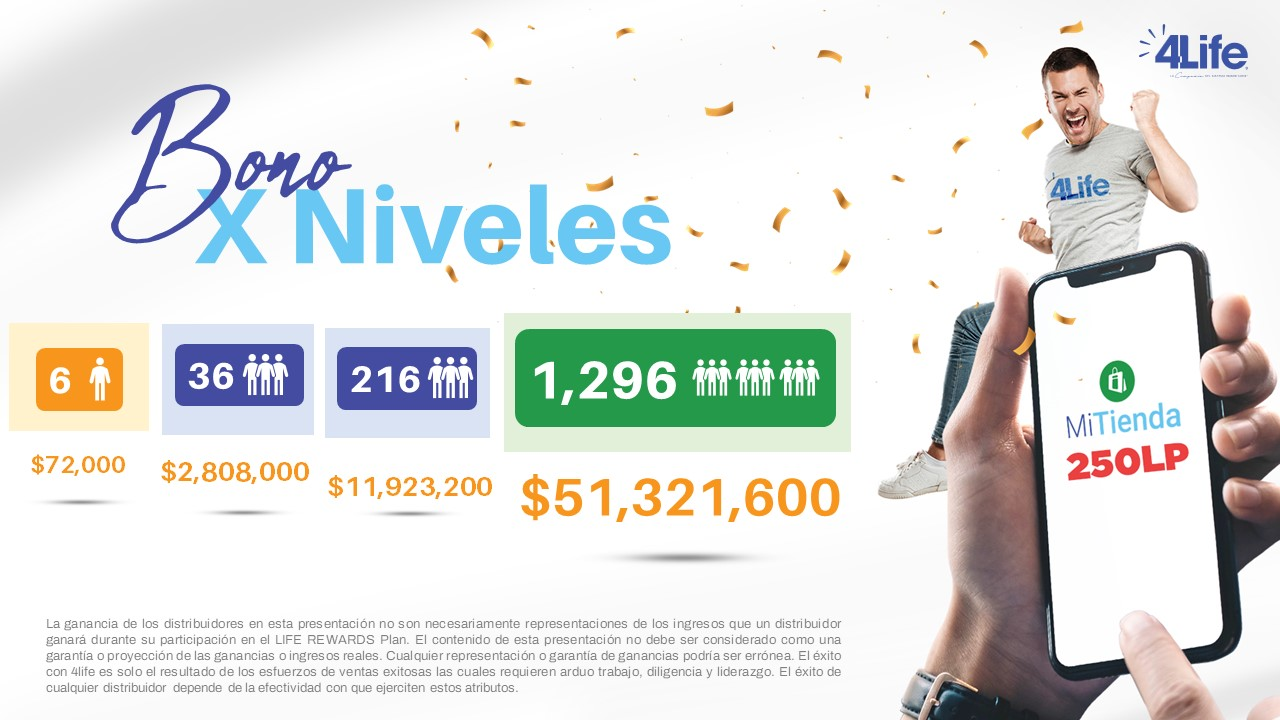 4Life
Bono
X Niveles
4Life
6
36
216
1,296
$72,000
$2,808,000
$11,923,200
$51,321,600
MiTienda
250LP
La ganancia de los distribuidores en esta presentación no son necesariamente representaciones de los ingresos que un distribuidor
ganará durante su participación en el LIFE REWARDS Plan. El contenido de esta presentación no debe ser considerado como una
garantía o proyección de las ganancias o ingresos reales. Cualquier representación o garantía de ganancias podría ser errónea. El éxito
con 4life es solo el resultado de los esfuerzos de ventas exitosas las cuales requieren arduo trabajo, diligencia y liderazgo. El éxito de
cualquier distribuidor depende de la efectividad con que ejerciten estos atributos.